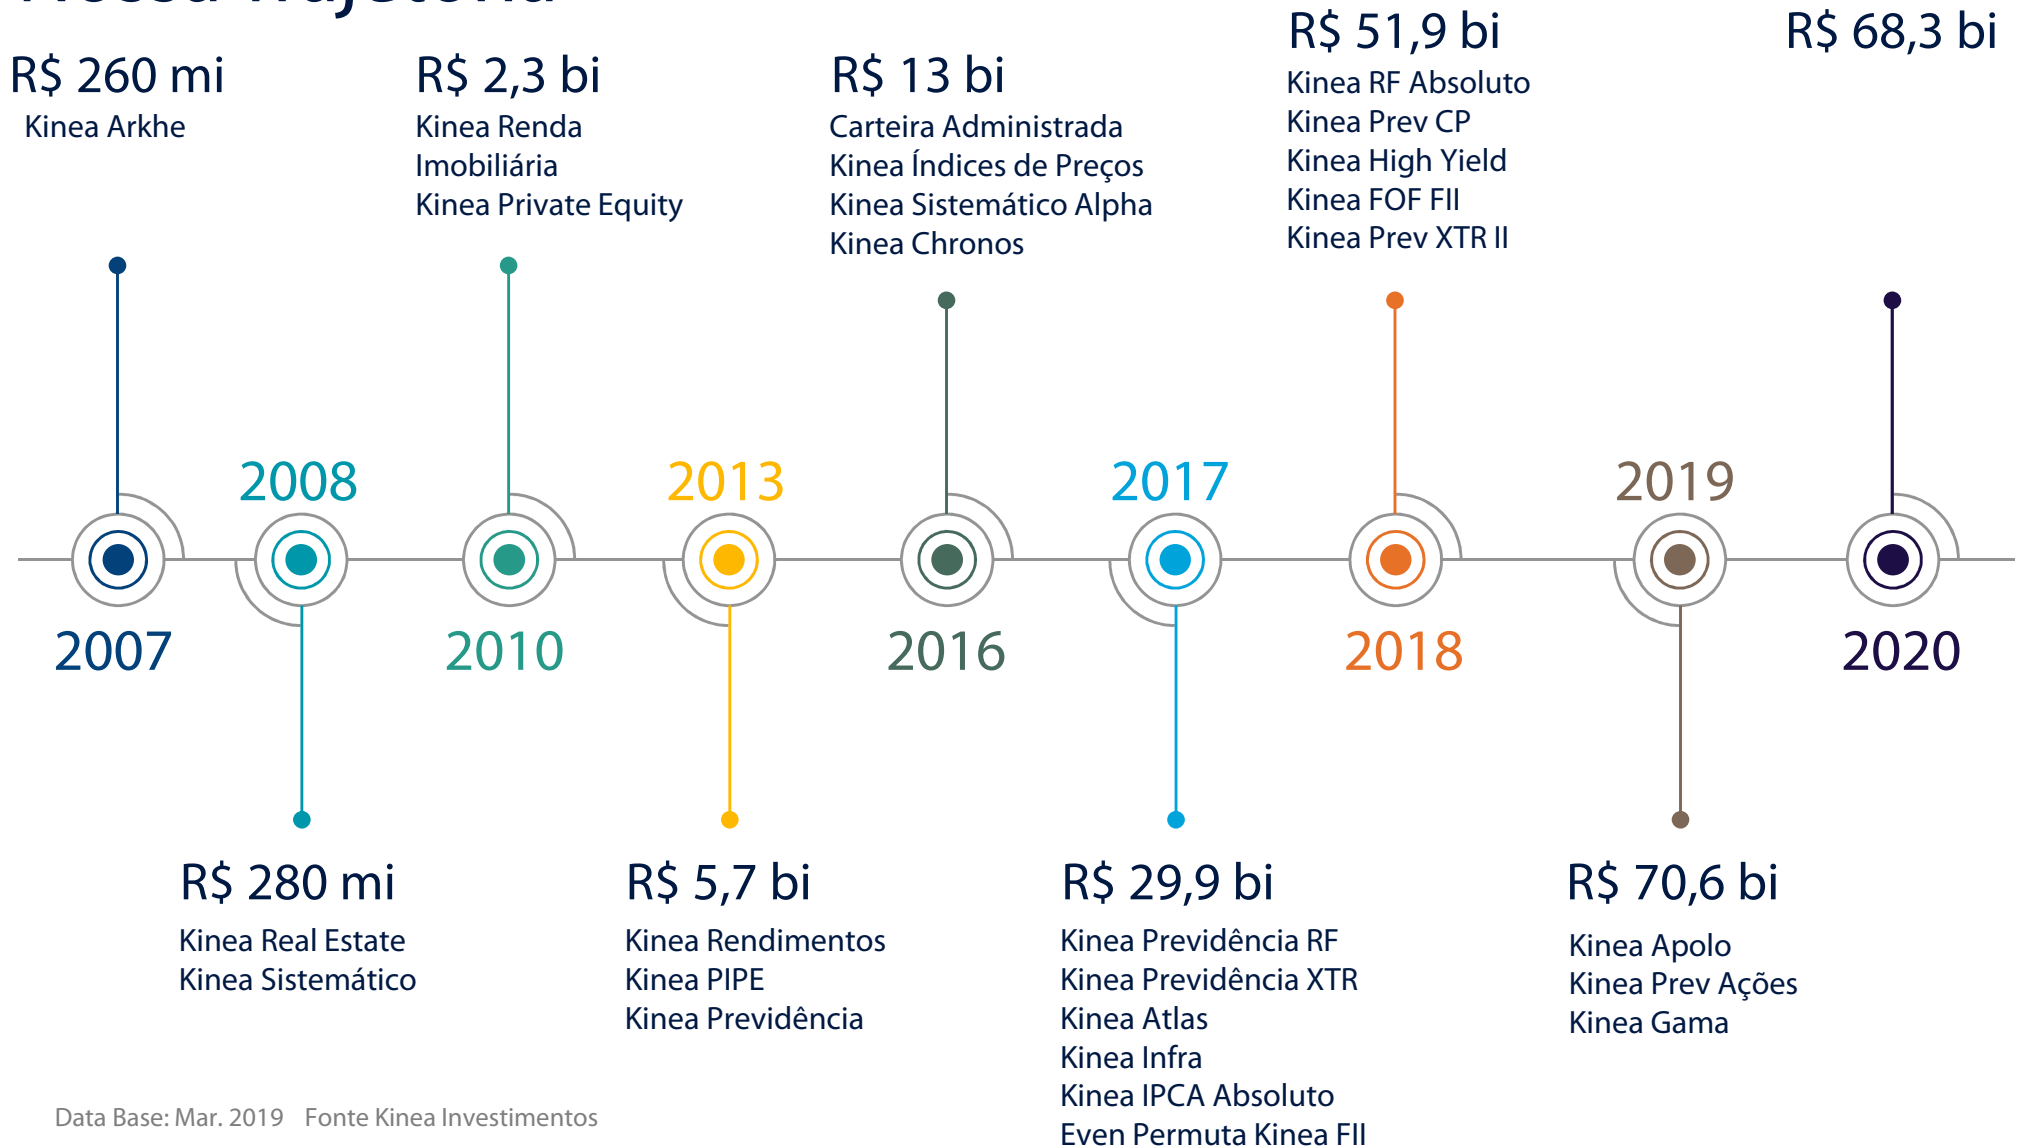 Nossa Trajetória
R$ 260 mi
Kinea Arkhe
2007
2008
R$ 280 mi
Kinea Real Estate
Kinea Sistemático
R$ 2,3 bi
Kinea Renda
Imobiliária
Kinea Private Equity
2010
2013
R$ 5,7 bi
Kinea Rendimentos
Kinea PIPE
Kinea Previdência
R$ 13 bi
Carteira Administrada
Kinea Índices de Preços
Kinea Sistemático Alpha
Kinea Chronos
2016
2017
R$ 29,9 bi
Kinea Previdência RF
Kinea Previdência XTR
Kinea Atlas
Kinea Infra
Kinea IPCA Absoluto
Even Permuta Kinea FII
R$ 51,9 bi
Kinea RF Absoluto
Kinea Prev CP
Kinea High Yield
Kinea FOF FII
Kinea Prev XTR II
2018
2019
R$ 70,6 bi
Kinea Apolo
Kinea Prev Ações
Kinea Gama
R$ 68,3 bi
2020
Data Base: Mar. 2019 Fonte Kinea Investimentos